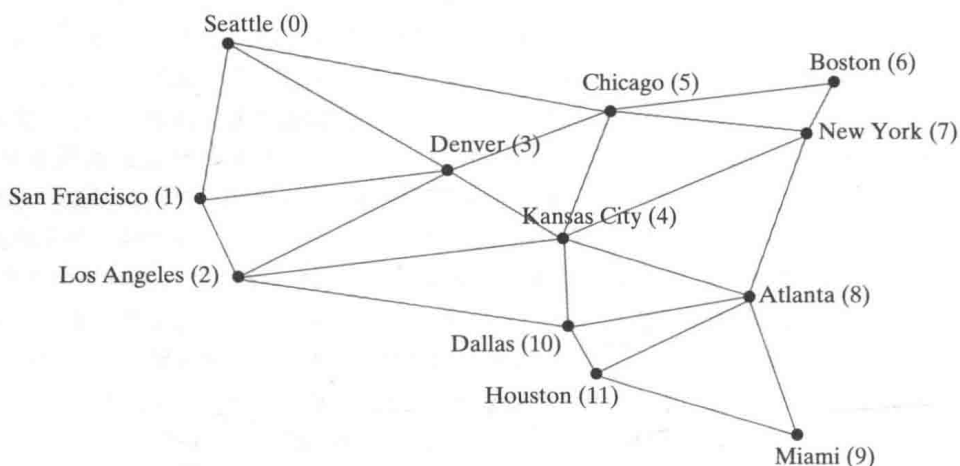 Seattle (0)
Boston (6)
Chicago (5)
New York (7)
Denver (3)
San Francisco (1)
Kansas City (4)
Los Angeles (2)
Atlanta (8)
Dallas (10)
Houston (11)
Miami (9)